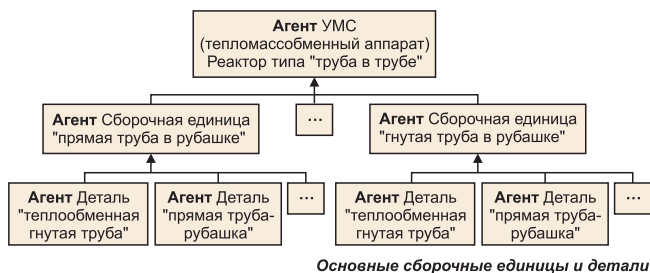 Агент УМС
(тепломассобменный аппарат)
Реактор типа "труба в трубе"
Агент Сборочная единица
"прямая труба в рубашке"
...
Агент Сборочная единица
"гнутая труба в рубашке"
Агент Деталь
"теплообменная
гнутая труба"
Агент Деталь
"прямая труба-
рубашка"
...
Агент Деталь
"теплообменная
гнутая труба"
Агент Деталь
"прямая труба-
рубашка"
...
Основные сборочные единицы и детали